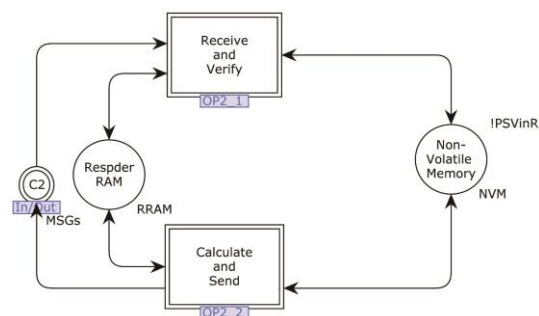 Receive
and
Verify
OP2_1
!PSVinR
Respder
RAM
Non-
Volatile
Memory
C2
In/Out
MSGs
RRAM
NVM
Calculate
and
Send
OP2_2